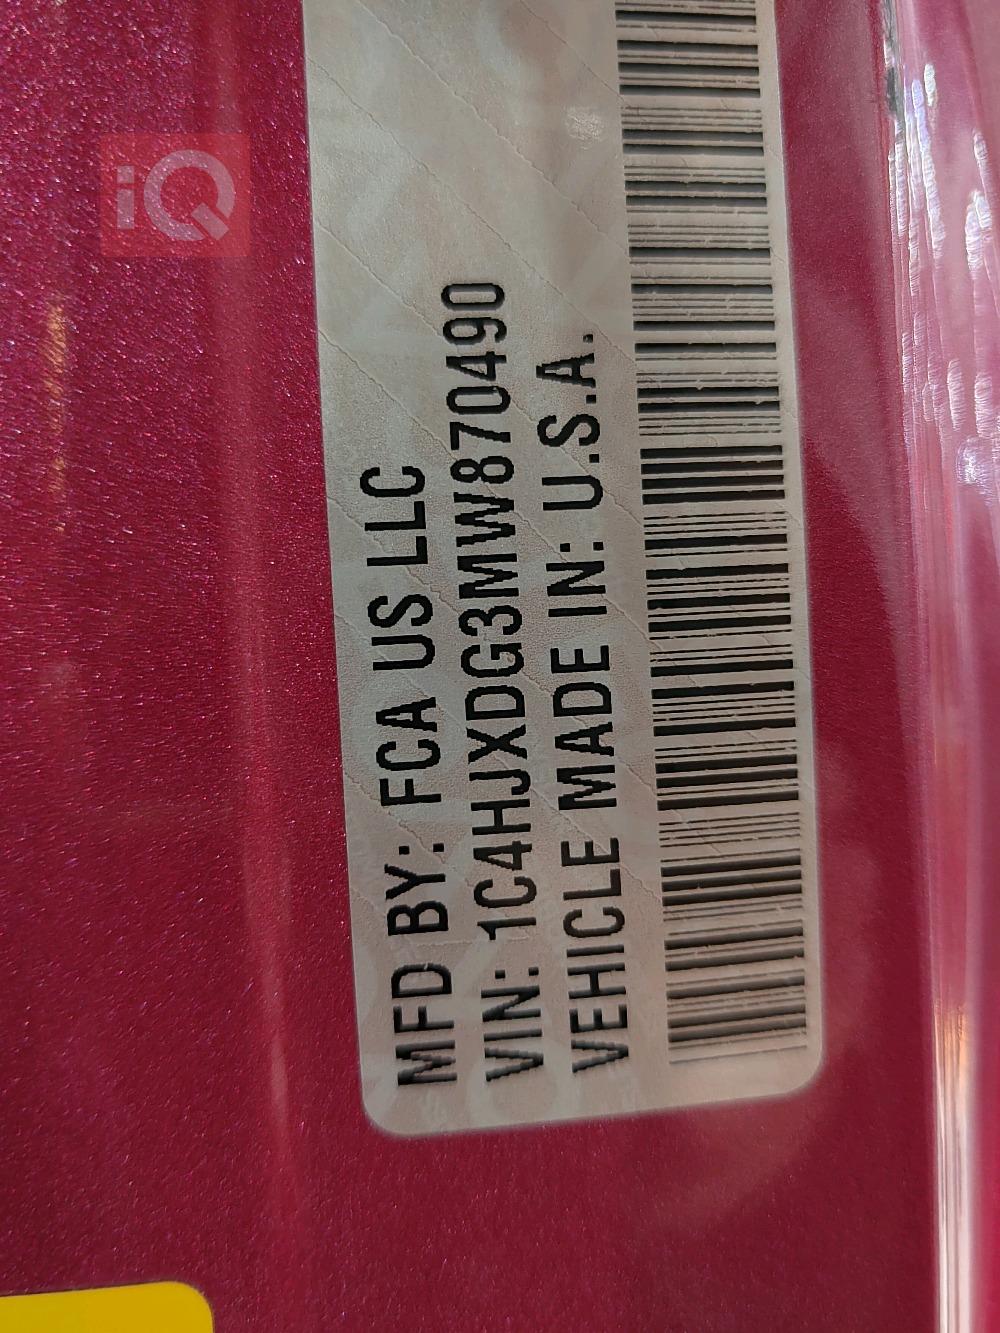 iQ
MFD BY: FCA US LLC
VIN: 1C4HJXDG3MW870490
VEHICLE MADE IN: U.S.A.